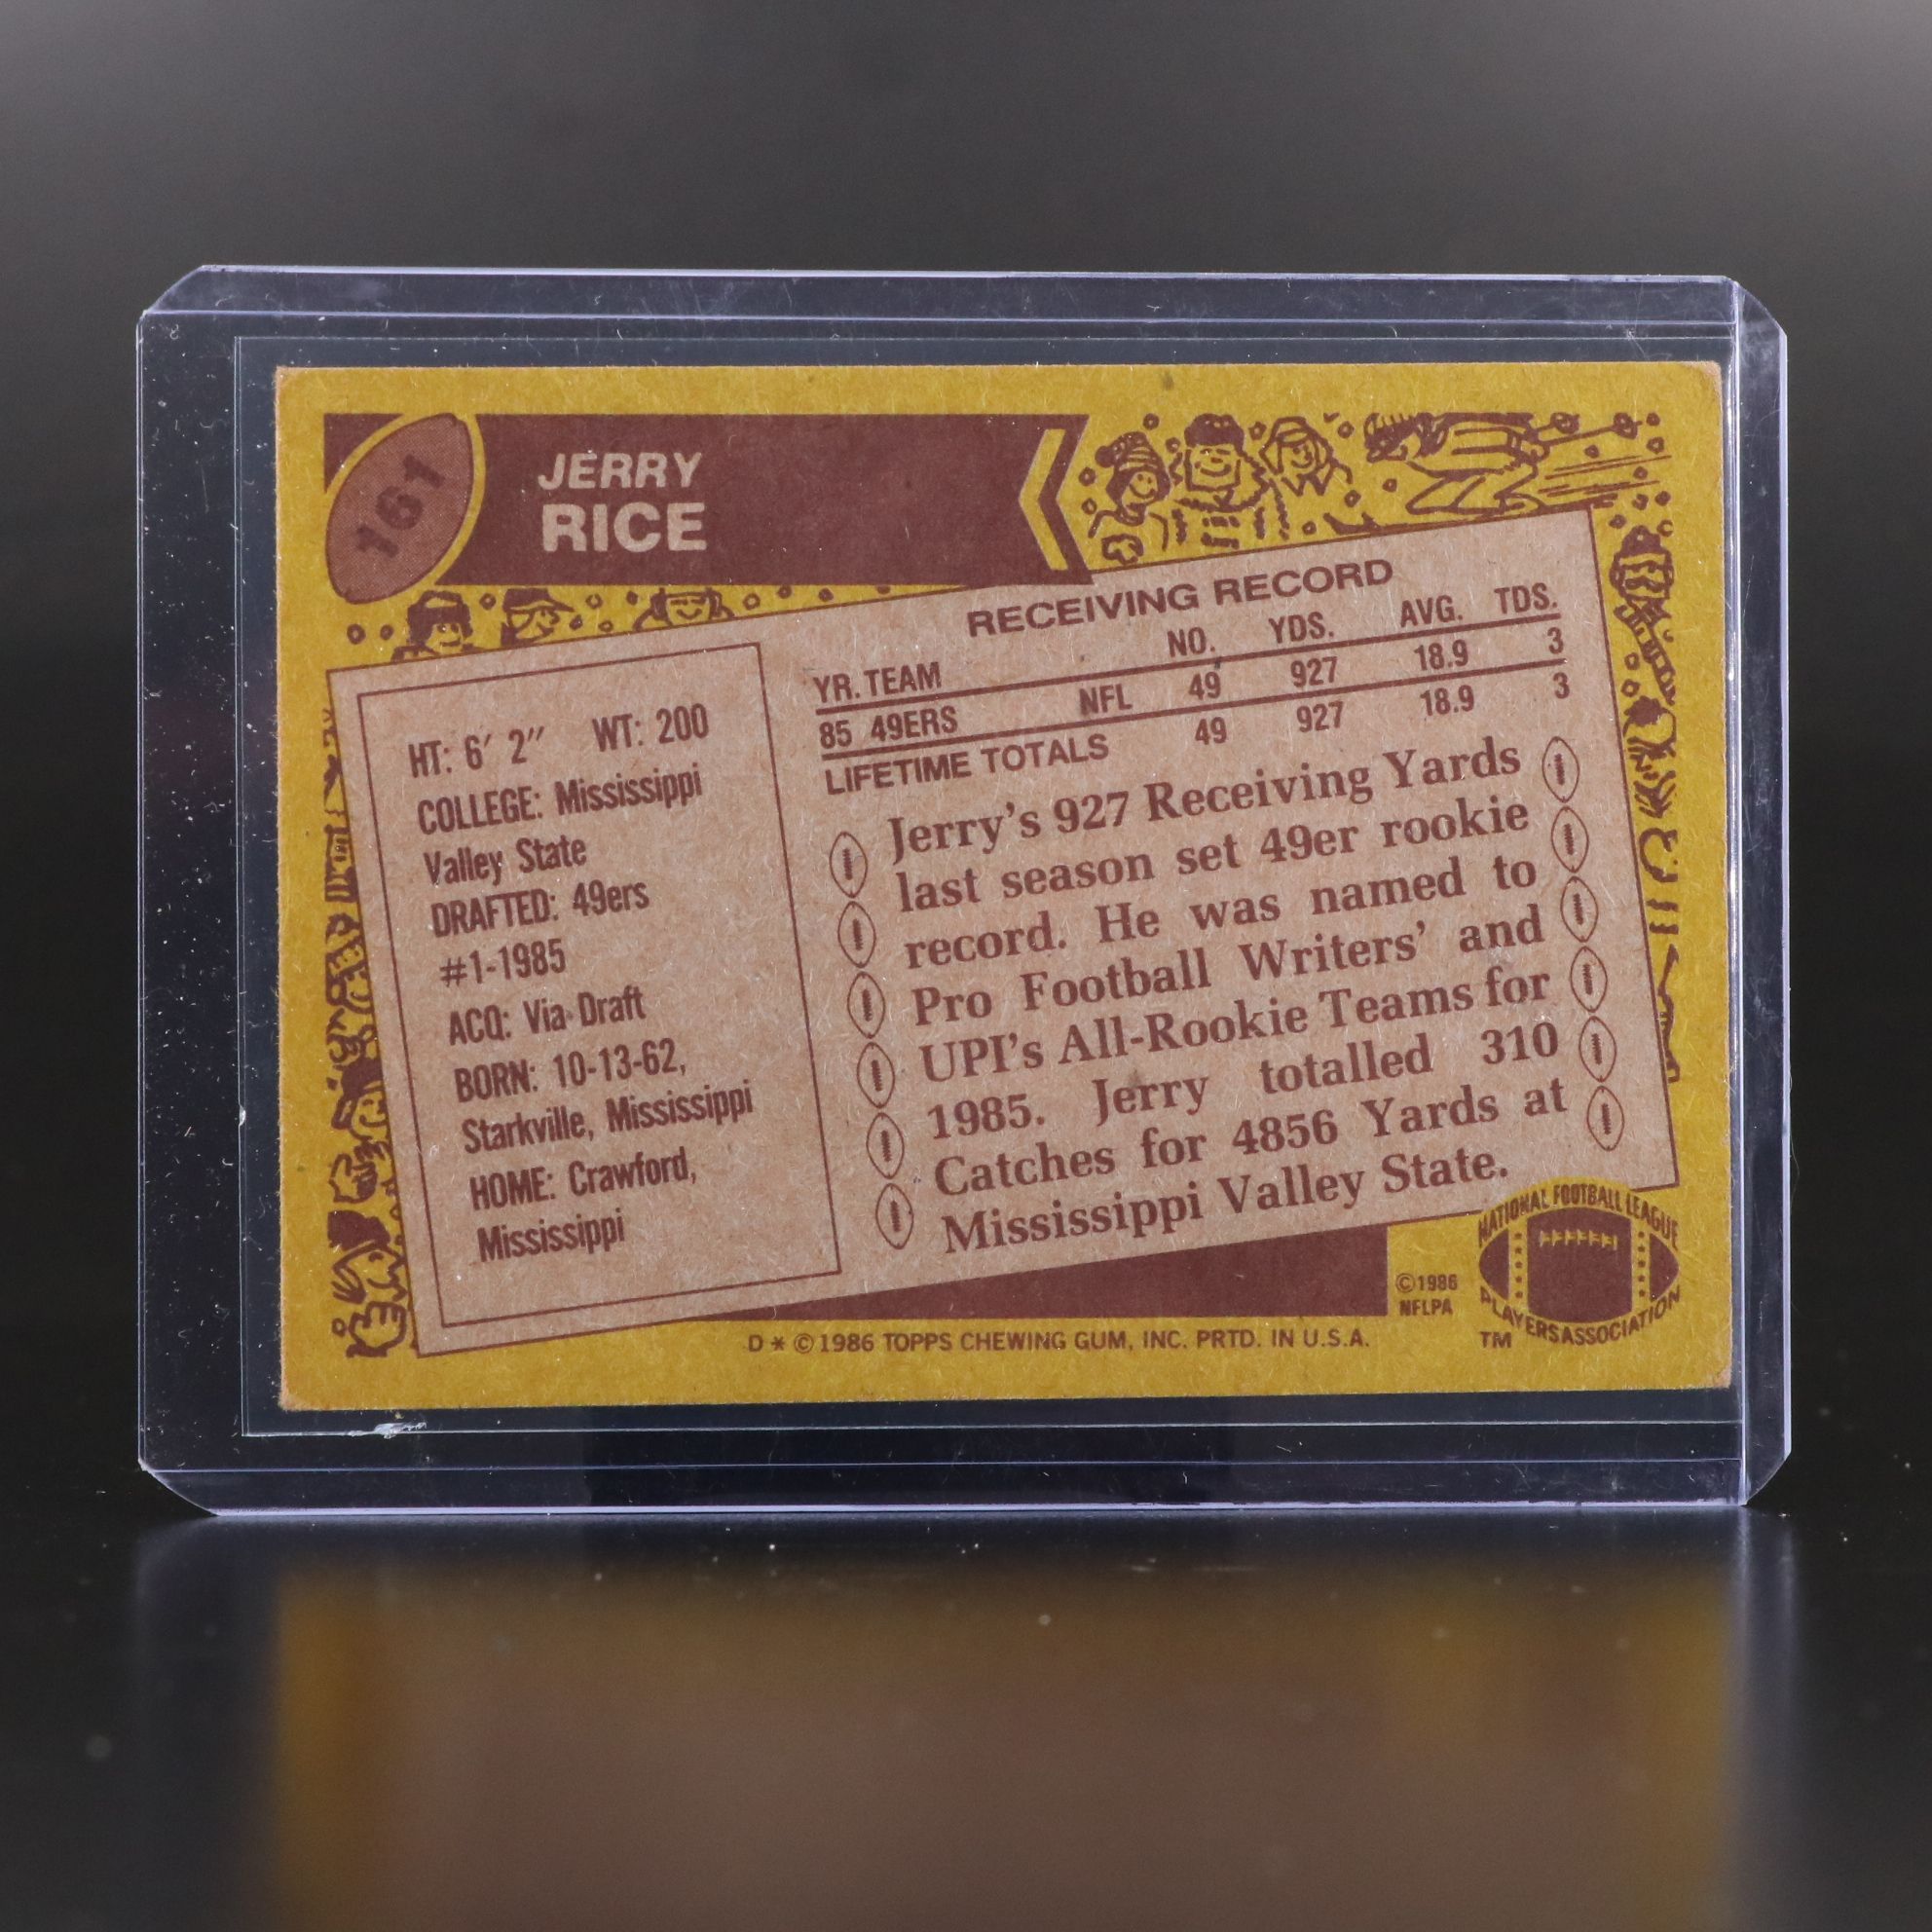 161
JERRY
RICE
RECEIVING RECORD
YR. TEAM NO. YDS. AVG. TDS.
85 49ERS NFL 49 927 18.9 3
LIFETIME TOTALS 49 927 18.9 3
HT: 6′ 2″ WT: 200
COLLEGE: Mississippi
Valley State
DRAFTED: 49ers
#1-1985
ACQ: Via Draft
BORN: 10-13-62,
Starkville, Mississippi
HOME: Crawford,
Mississippi
Jerry's 927 Receiving Yards
last season set 49er rookie
record. He was named to
Pro Football Writers' and
UPI's All-Rookie Teams for
1985. Jerry totalled 310
Catches for 4856 Yards at
Mississippi Valley State.
©1986
NFLPA
NATIONAL FOOTBALL LEAGUE
PLAYERS ASSOCIATION
TM
D * © 1986 TOPPS CHEWING GUM, INC. PRTD. IN U.S.A.